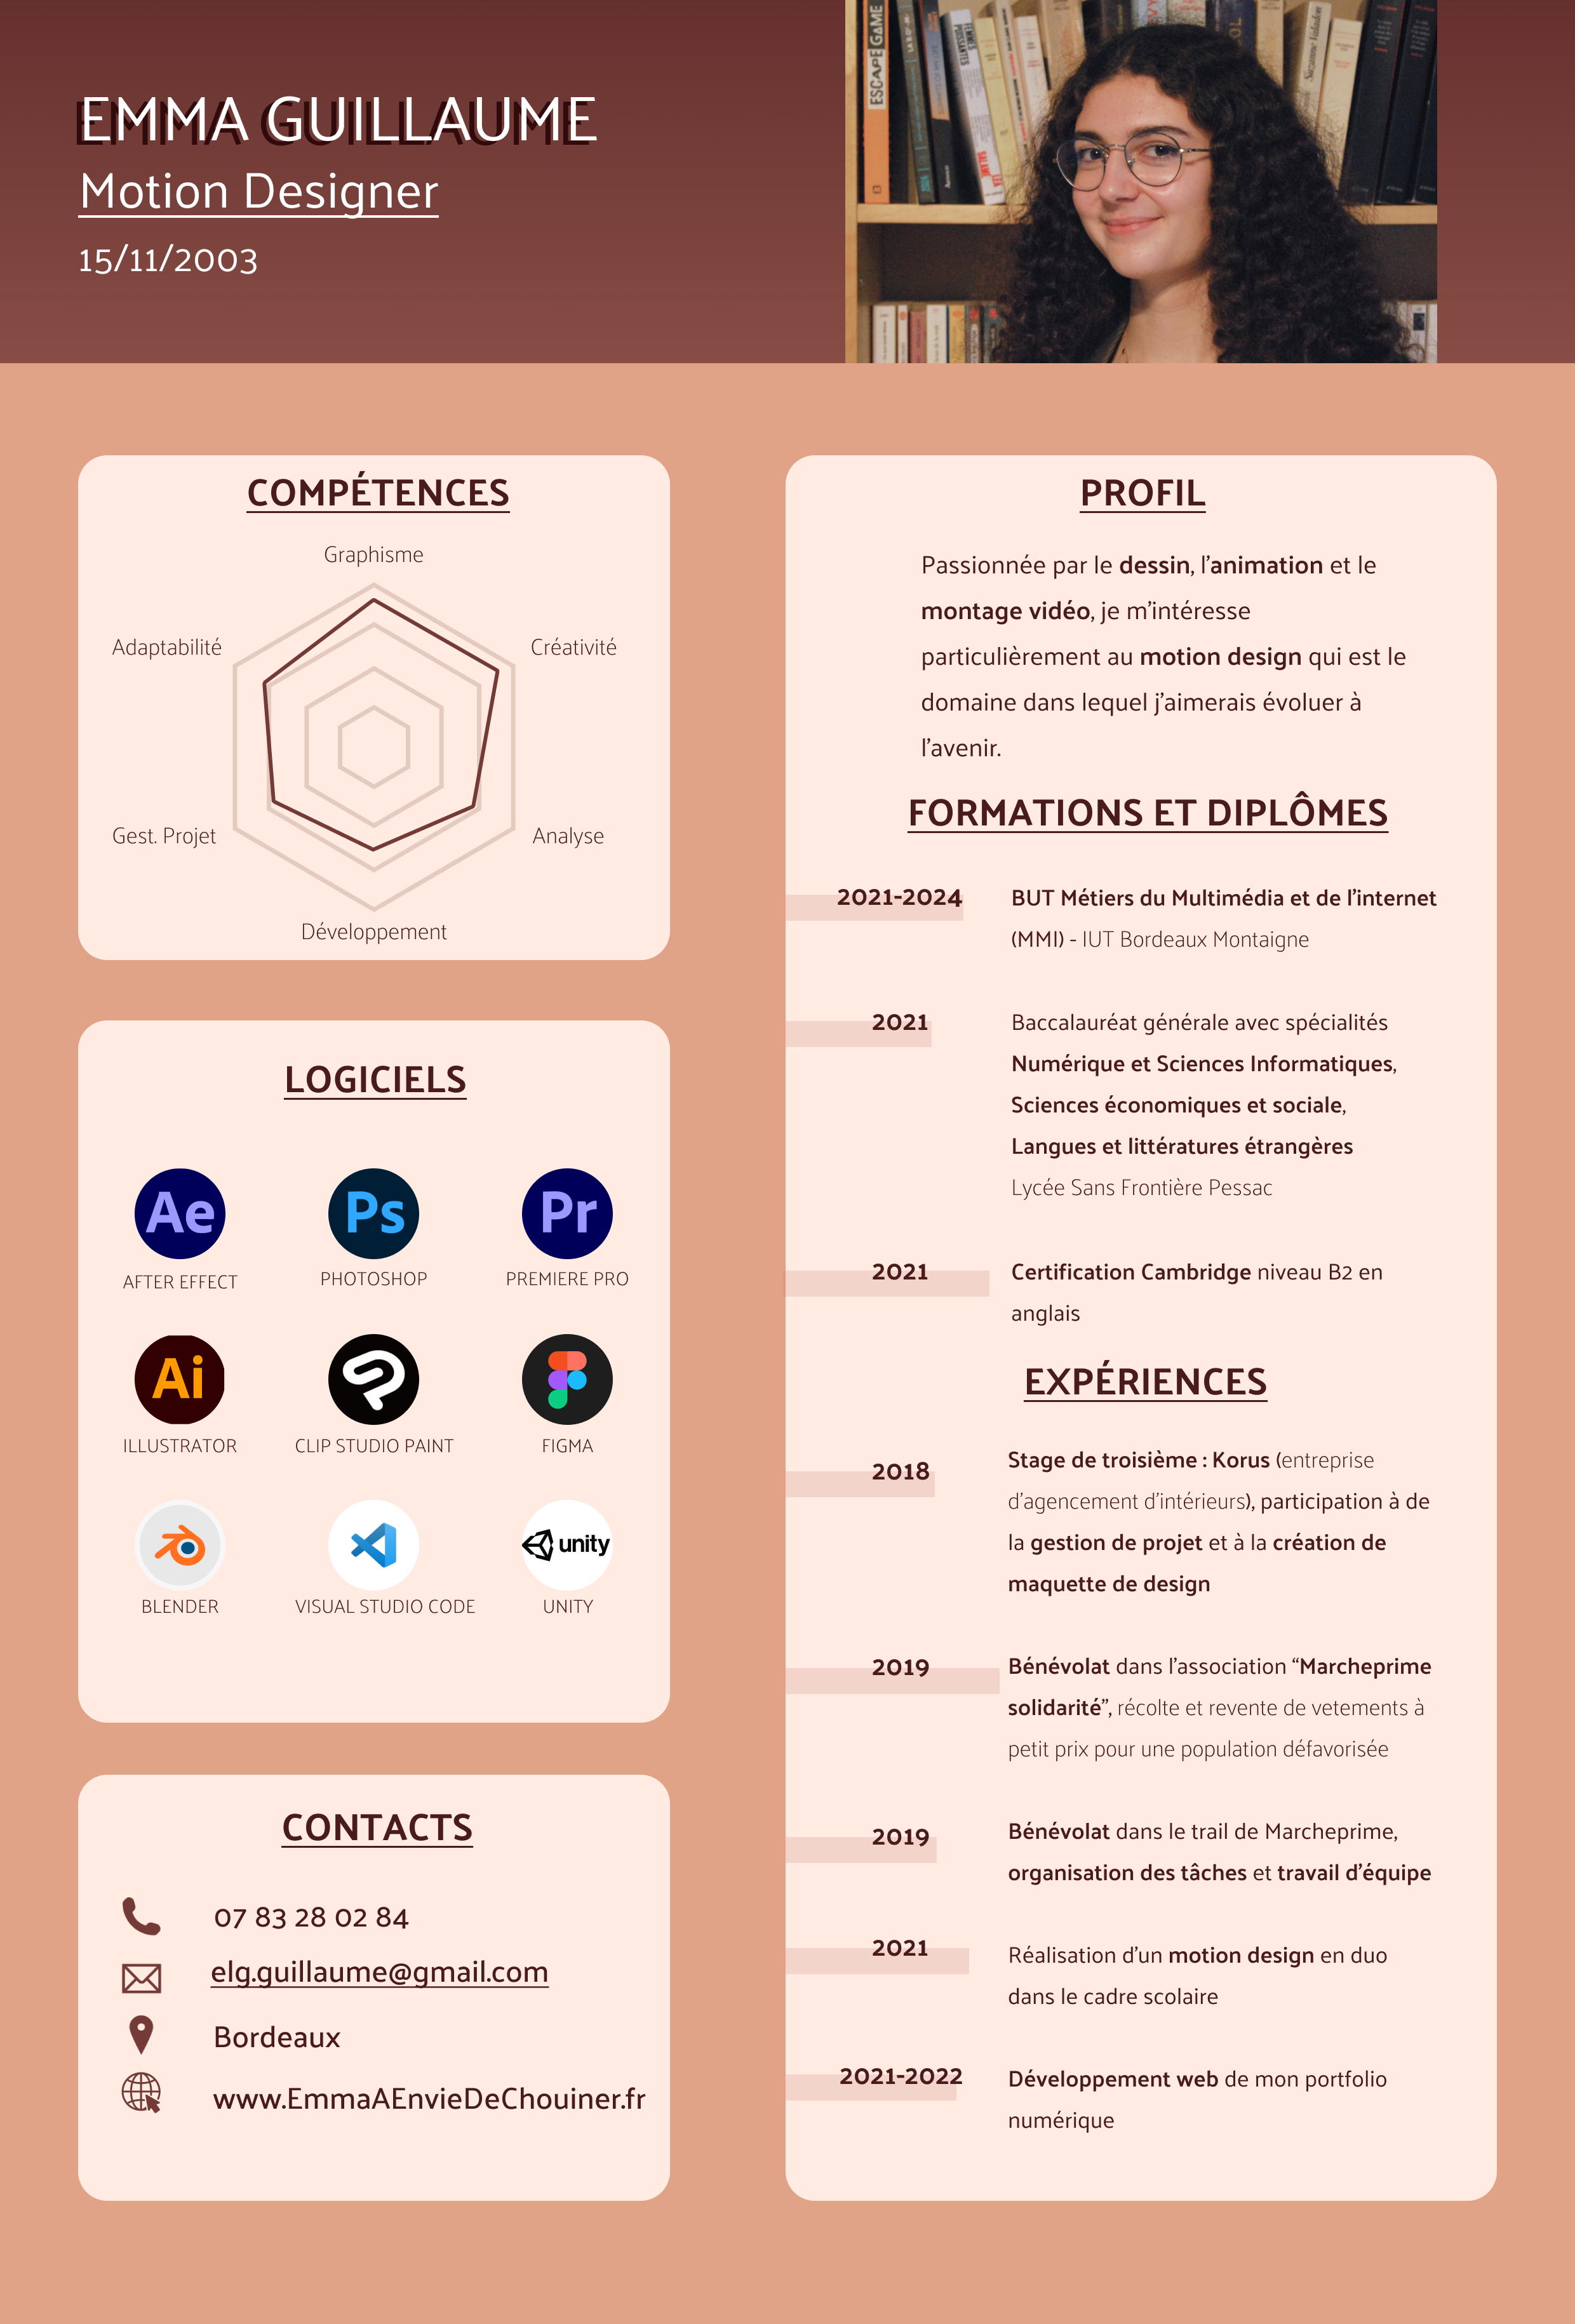 EMMA GUILLAUME
Motion Designer
15/11/2003
ESCAPE GAME
COMPÉTENCES
Graphisme
Adaptabilité
Créativité
Gest. Projet
Analyse
Développement
LOGICIELS
Ae
Ps
Pr
AFTER EFFECT
PHOTOSHOP
PREMIERE PRO
Ai
ILLUSTRATOR
CLIP STUDIO PAINT
FIGMA
unity
BLENDER
VISUAL STUDIO CODE
UNITY
CONTACTS
07 83 28 02 84
elg.guillaume@gmail.com
Bordeaux
www.EmmaAEnvieDeChouiner.fr
PROFIL
Passionnée par le dessin, l'animation et le
montage vidéo, je m'intéresse
particulièrement au motion design qui est le
domaine dans lequel j'aimerais évoluer à
l'avenir.
FORMATIONS ET DIPLÔMES
2021-2024
BUT Métiers du Multimédia et de l'internet
(MMI) - IUT Bordeaux Montaigne
2021
Baccalauréat générale avec spécialités
Numérique et Sciences Informatiques,
Sciences économiques et sociale,
Langues et littératures étrangères
Lycée Sans Frontière Pessac
2021
Certification Cambridge niveau B2 en
anglais
EXPÉRIENCES
2018
Stage de troisième : Korus (entreprise
d'agencement d'intérieurs), participation à de
la gestion de projet et à la création de
maquette de design
2019
Bénévolat dans l'association “Marcheprime
solidarité”, récolte et revente de vetements à
petit prix pour une population défavorisée
2019
Bénévolat dans le trail de Marcheprime,
organisation des tâches et travail d'équipe
2021
Réalisation d'un motion design en duo
dans le cadre scolaire
2021-2022
Développement web de mon portfolio
numérique